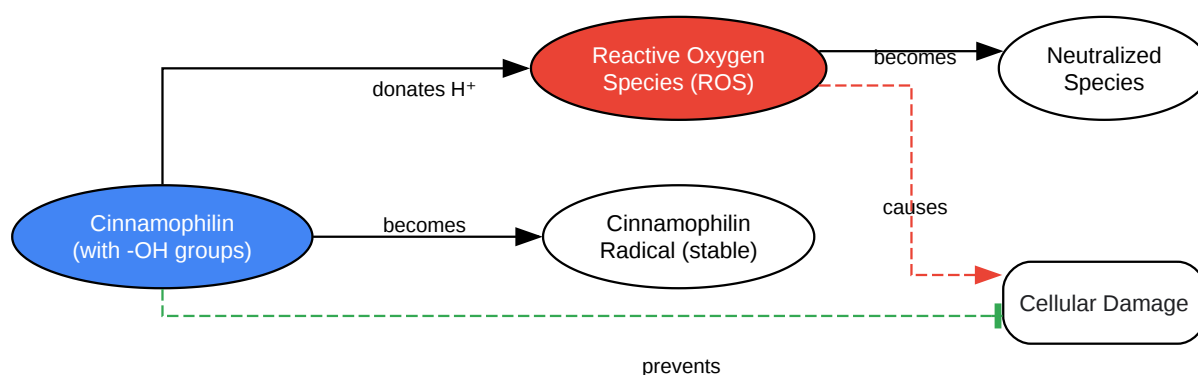 Reactive Oxygen
Species (ROS)
becomes
Neutralized
Species
donates H⁺
Cinnamophilin
(with -OH groups)
becomes
Cinnamophilin
Radical (stable)
causes
Cellular Damage
prevents